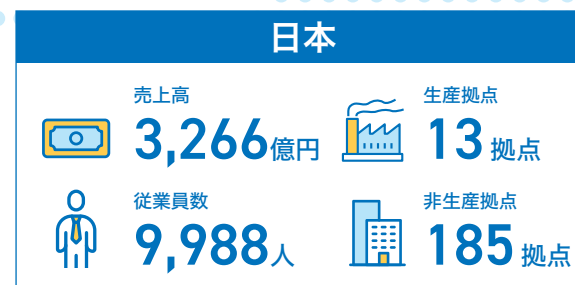 日本
売上高
3,266億円
生産拠点
13拠点
従業員数
9,988人
非生産拠点
185拠点